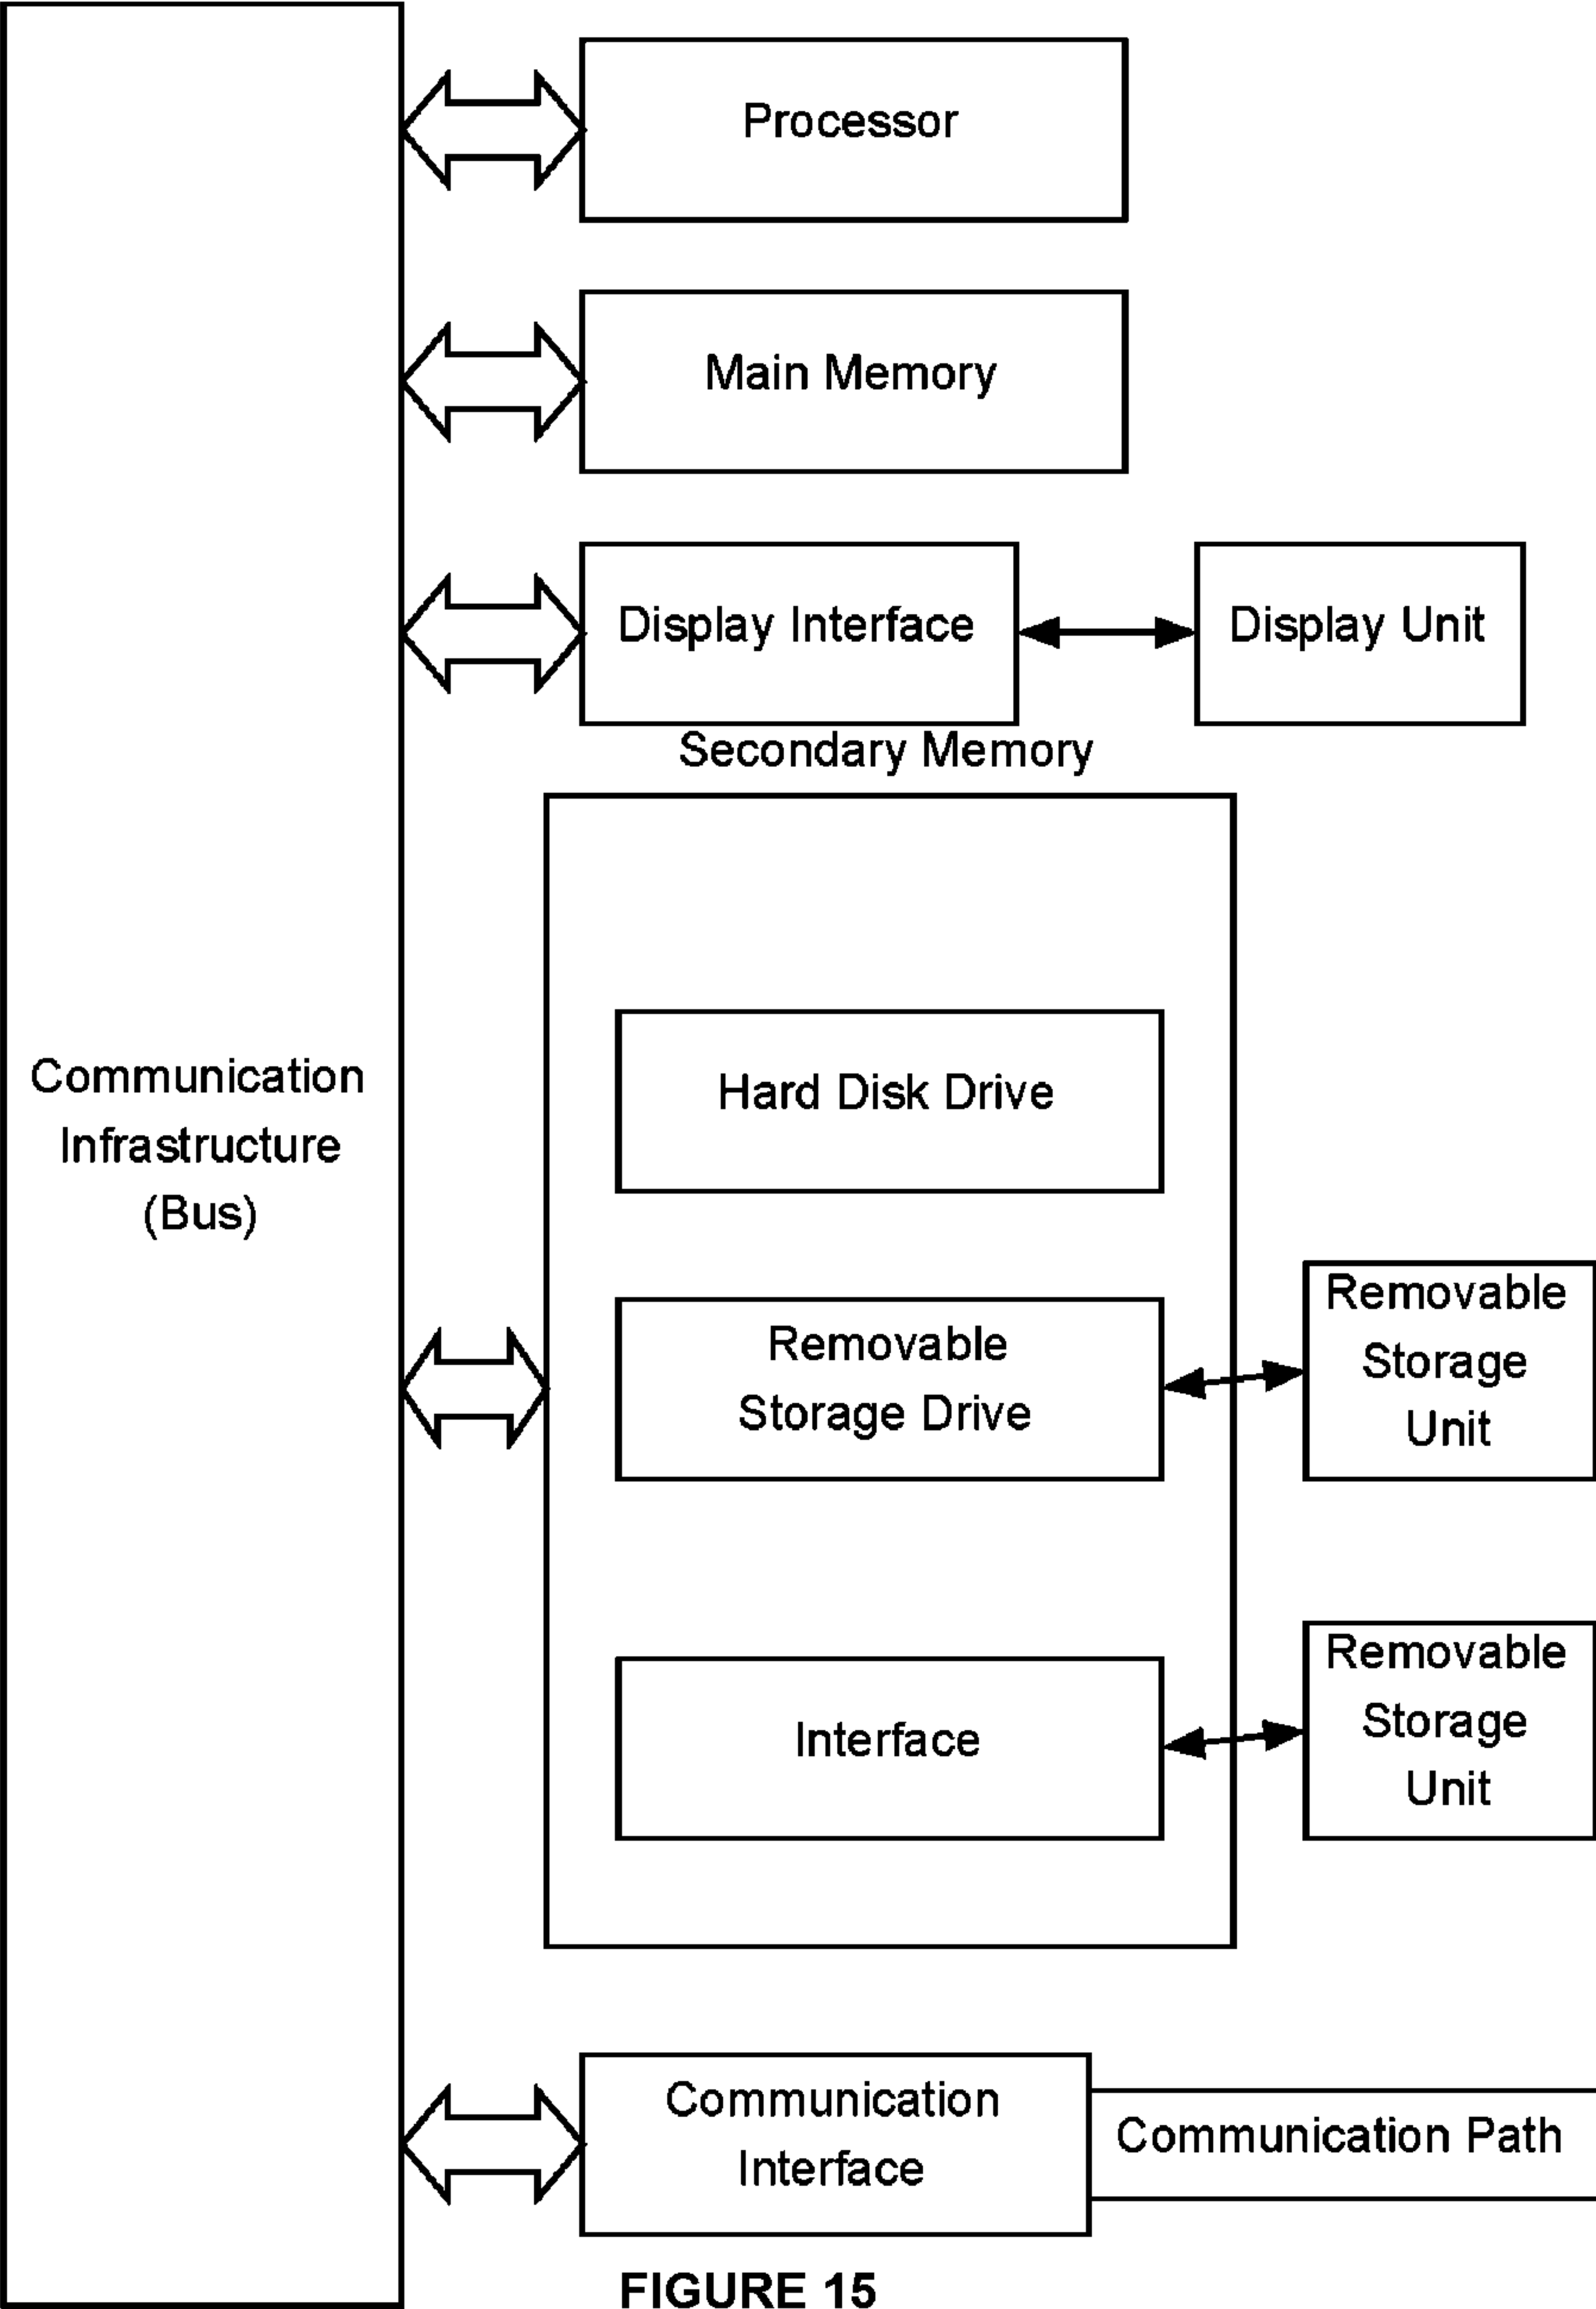 Processor
Main Memory
Display Interface
Display Unit
Secondary Memory
Communication
Infrastructure
(Bus)
Hard Disk Drive
Removable
Storage Drive
Removable
Storage
Unit
Interface
Removable
Storage
Unit
Communication
Interface
Communication Path
FIGURE 15